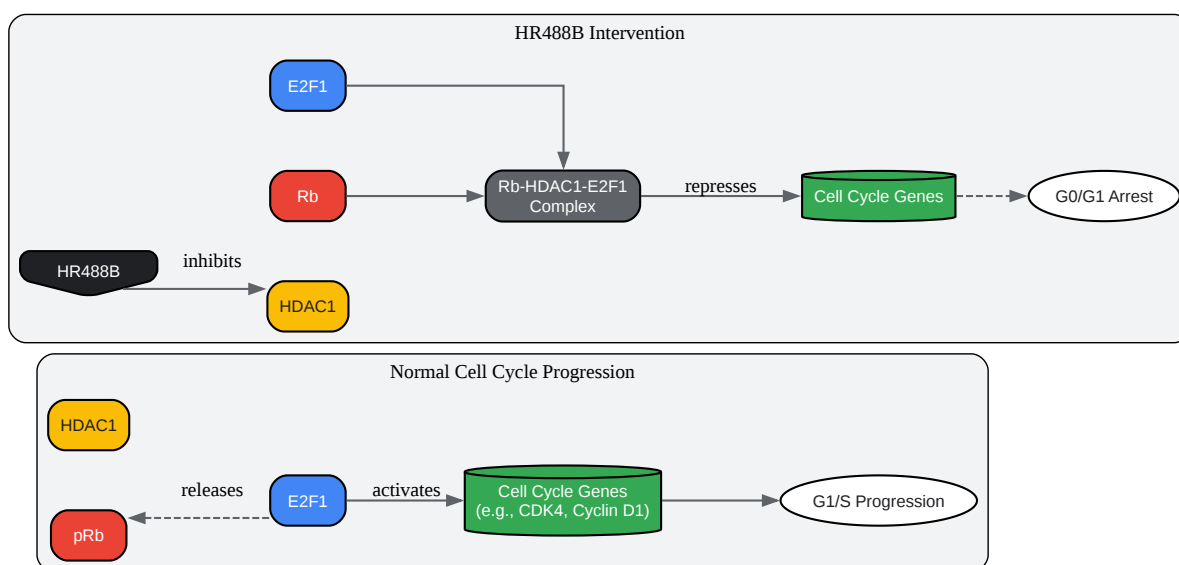 HR488B Intervention
E2F1
Rb
Rb-HDAC1-E2F1
Complex
represses
Cell Cycle Genes
G0/G1 Arrest
HR488B
inhibits
HDAC1
Normal Cell Cycle Progression
HDAC1
releases
E2F1
activates
Cell Cycle Genes
(e.g., CDK4, Cyclin D1)
G1/S Progression
pRb